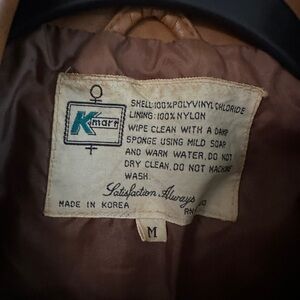 Kmart
SHELL:100% POLYVINYL CHLORIDE
LINING: 100% NYLON
WIPE CLEAN WITH A DAMP
SPONGE USING MILD SOAP
AND WARM WATER. DO NOT
DRY CLEAN. DO NOT MACHINE
WASH.
Satisfaction Always
MADE IN KOREA
RN
M